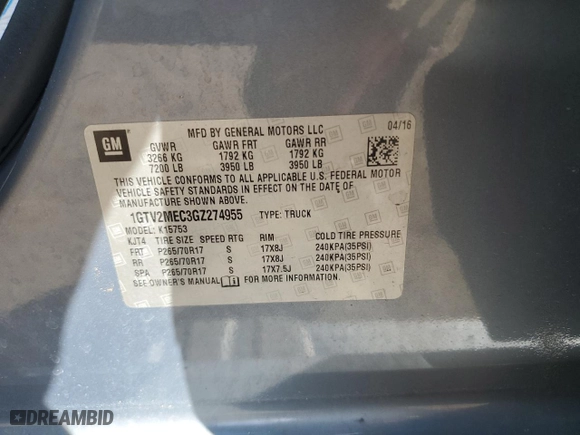 GM
MFD BY GENERAL MOTORS LLC
04/16
GVWR GAWR FRT GAWR RR
3266 KG 1792 KG 1792 KG
7200 LB 3950 LB 3950 LB
THIS VEHICLE CONFORMS TO ALL APPLICABLE U.S. FEDERAL MOTOR
VEHICLE SAFETY STANDARDS IN EFFECT ON THE DATE OF
MANUFACTURE SHOWN ABOVE.
1GTV2MEC3GZ274955 TYPE: TRUCK
MODEL: K15753
KJT4 TIRE SIZE SPEED RTG RIM COLD TIRE PRESSURE
FRT P265/70R17 S 17X8J 240KPA(35PSI)
RR P265/70R17 S 17X8J 240KPA(35PSI)
SPA P265/70R17 S 17X7.5J 240KPA(35PSI)
SEE OWNER'S MANUAL FOR MORE INFORMATION.
DREAMBID